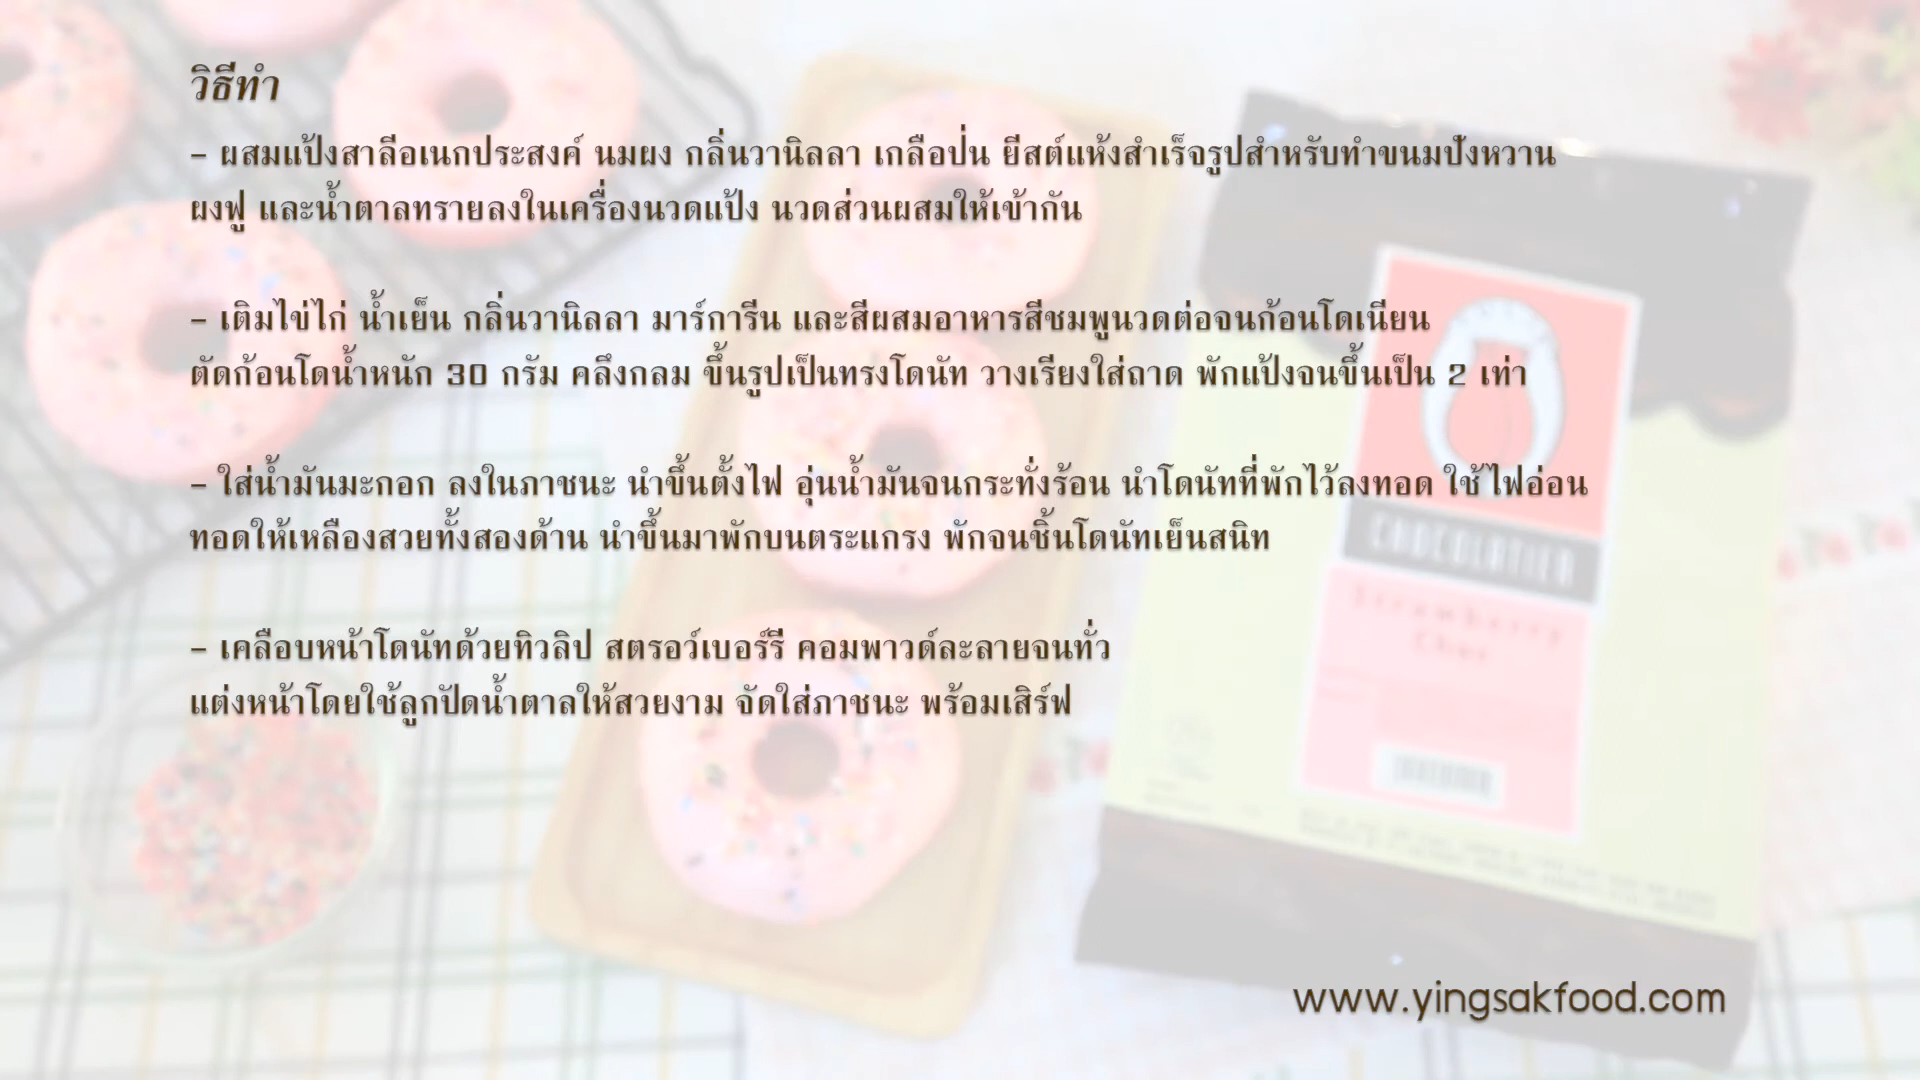 วิธีทำ
- ผสมแป้งสาลีอเนกประสงค์ นมผง กลิ่นวานิลลา เกลือป่น ยีสต์แห้งสำเร็จรูปสำหรับทำขนมปังหวาน
ผงฟู และน้ำตาลทรายลงในเครื่องนวดแป้ง นวดส่วนผสมให้เข้ากัน
- เติมไข่ไก่ น้ำเย็น กลิ่นวานิลลา มาร์การีน และสีผสมอาหารสีชมพูนวดต่อจนก้อนโดเนียน
ตัดก้อนโดน้ำหนัก 30 กรัม คลึงกลม ขึ้นรูปเป็นทรงโดนัท วางเรียงใส่ถาด พักแป้งจนขึ้นเป็น 2 เท่า
- ใส่น้ำมันมะกอก ลงในภาชนะ นำขึ้นตั้งไฟ อุ่นน้ำมันจนกระทั่งร้อน นำโดนัทที่พักไว้ลงทอด ใช้ไฟอ่อน
ทอดให้เหลืองสวยทั้งสองด้าน นำขึ้นมาพักบนตระแกรง พักจนชิ้นโดนัทเย็นสนิท
- เคลือบหน้าโดนัทด้วยทิวลิป สตรอว์เบอร์รี คอมพาวด์ละลายจนทั่ว
แต่งหน้าโดยใช้ลูกปัดน้ำตาลให้สวยงาม จัดใส่ภาชนะ พร้อมเสิร์ฟ
CHOCOLATIER
Strawberry
www.yingsakfood.com